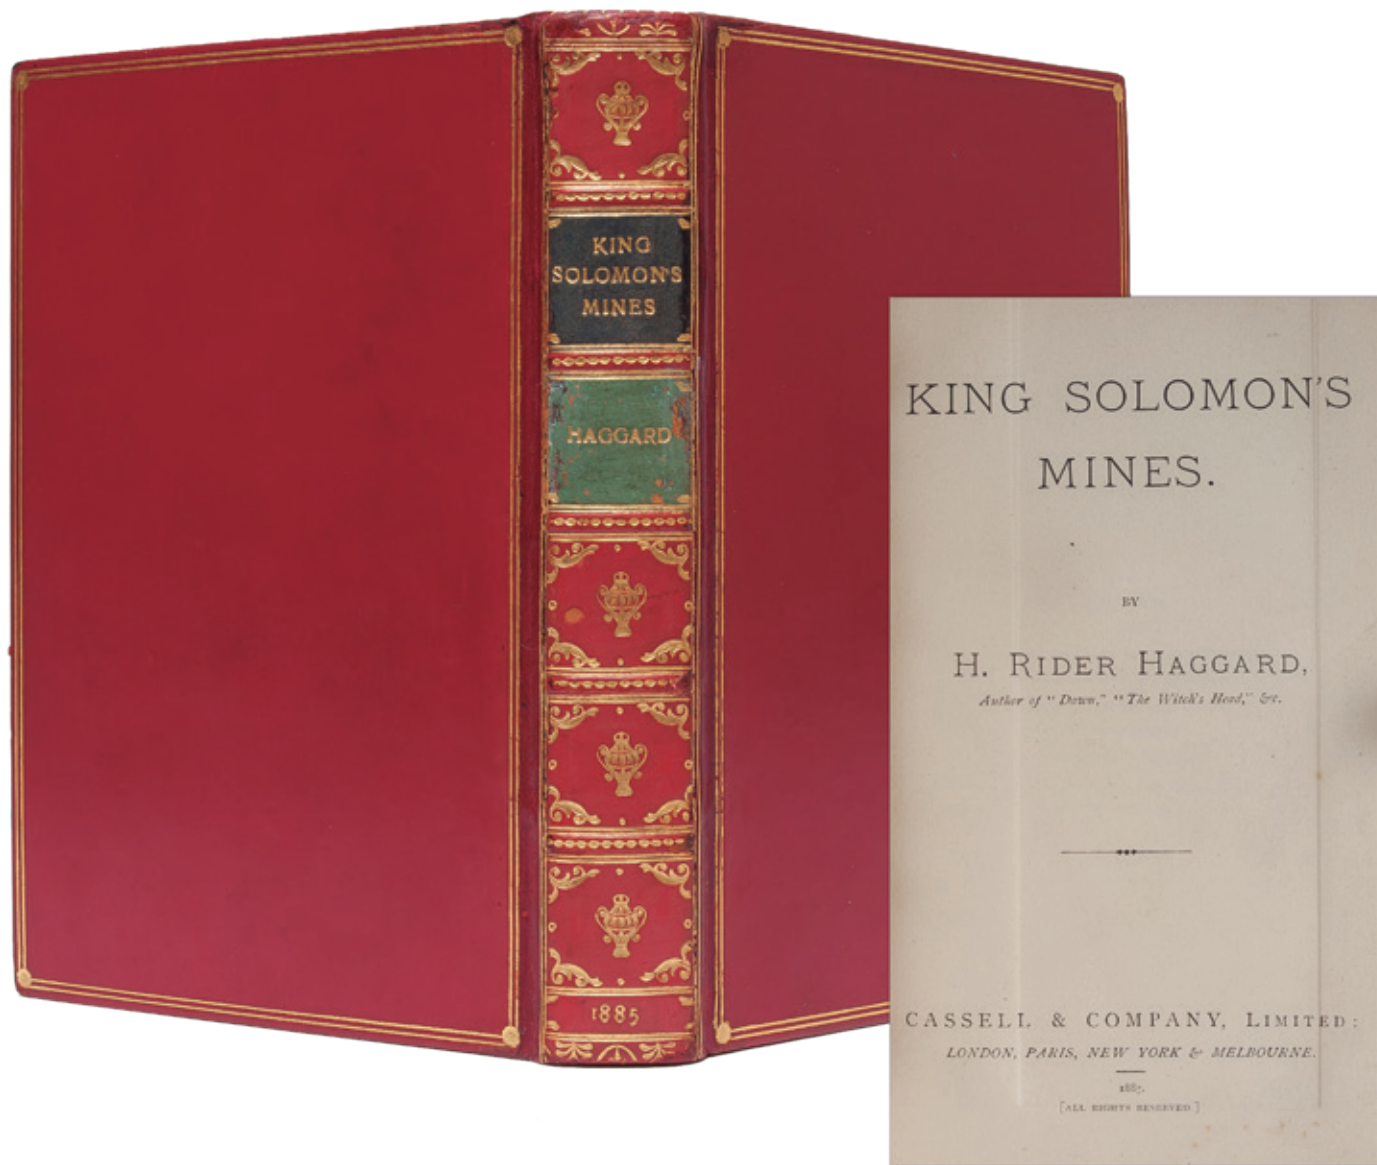 KING
SOLOMON'S
MINES
HAGGARD
1885
KING SOLOMON'S
MINES.
BY
H. RIDER HAGGARD,
Author of "Dawn," "The Witch's Head," &c.
CASSELL & COMPANY, LIMITED:
LONDON, PARIS, NEW YORK & MELBOURNE.
1885.
[ALL RIGHTS RESERVED.]